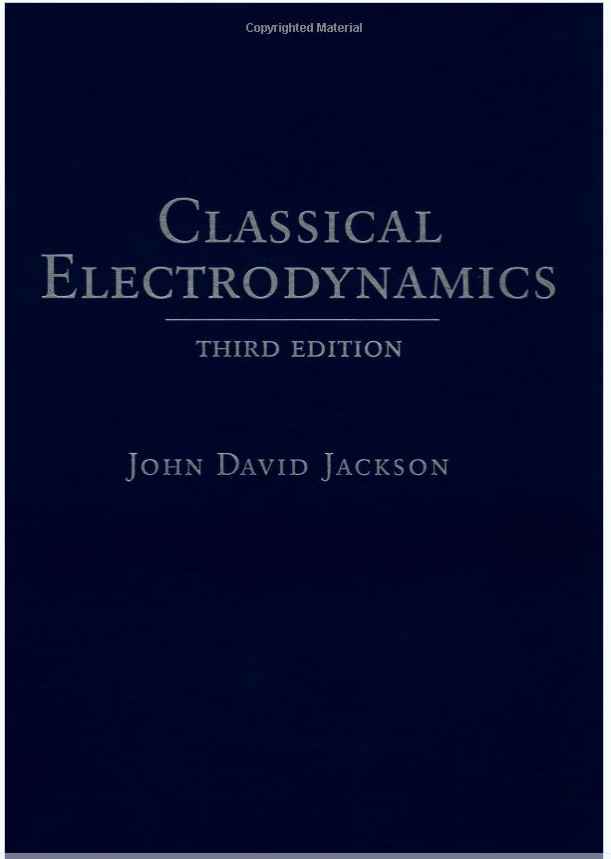 Copyrighted Material
CLASSICAL
ELECTRODYNAMICS
THIRD EDITION
JOHN DAVID JACKSON